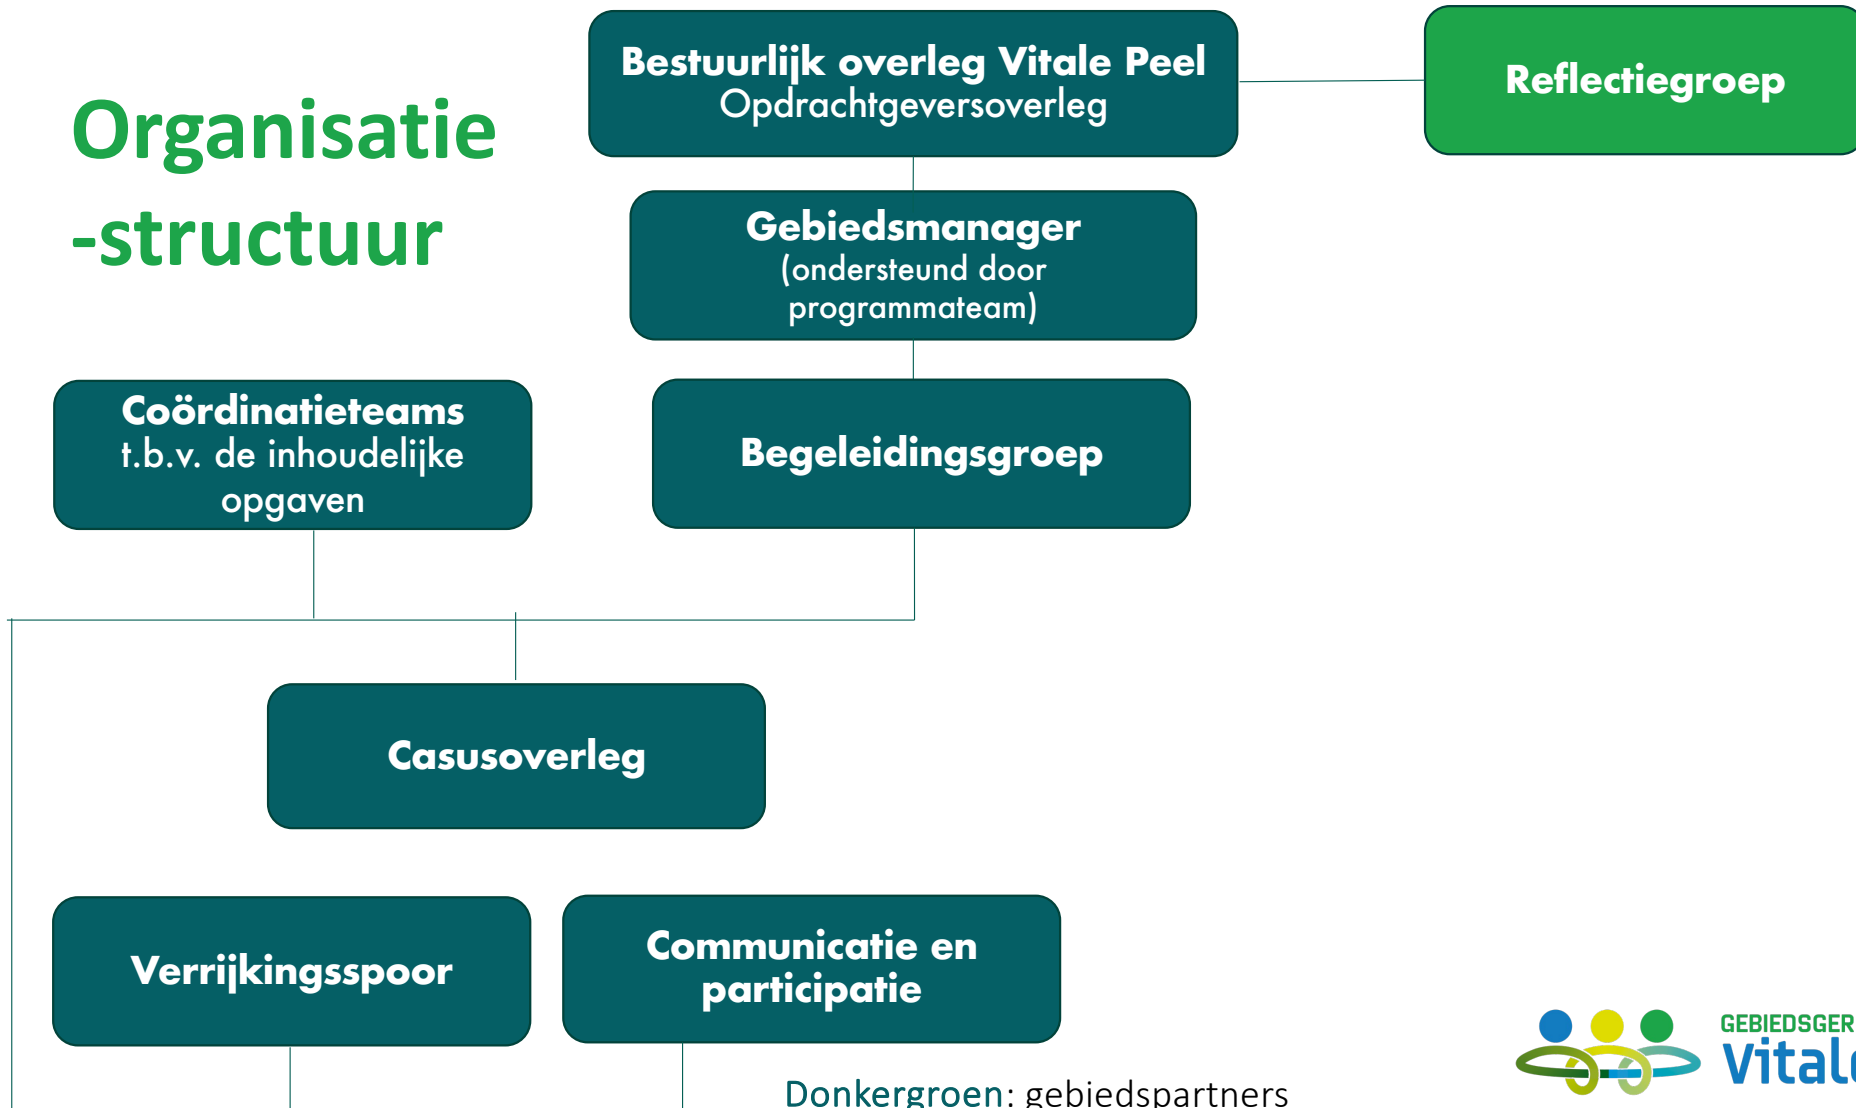 Organisatie
-structuur
Bestuurlijk overleg Vitale Peel
Opdrachtgeversoverleg
Reflectiegroep
Gebiedsmanager
(ondersteund door
programmateam)
Coördinatieteams
t.b.v. de inhoudelijke
opgaven
Begeleidingsgroep
Casusoverleg
Verrijkingsspoor
Communicatie en
participatie
Donkergroen: gebiedspartners
GEBIEDSGER
Vitale